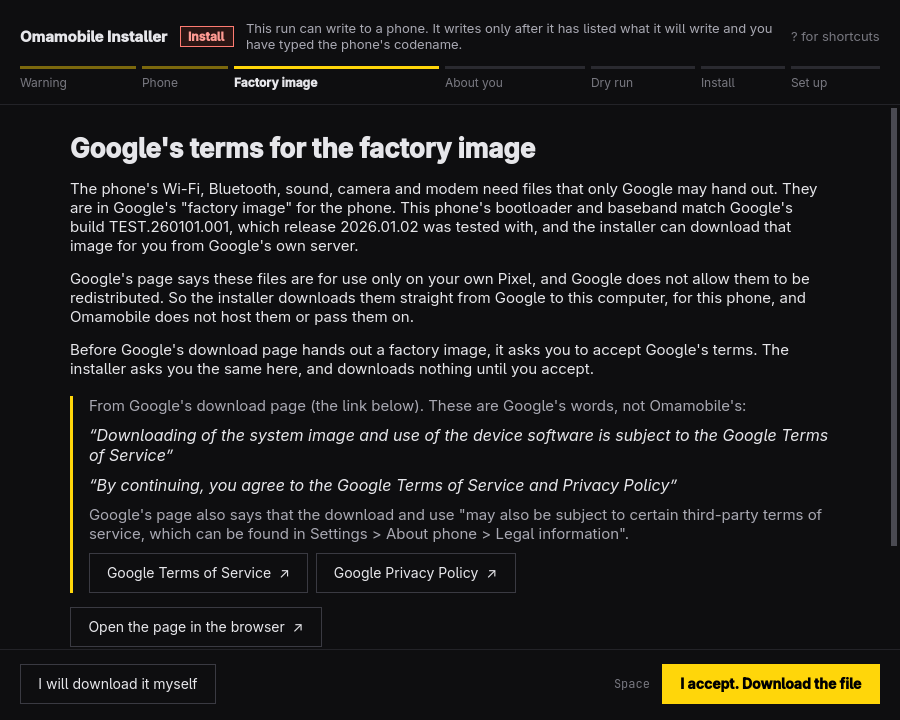 Omamobile Installer
Install
This run can write to a phone. It writes only after it has listed what it will write and you
have typed the phone's codename.
? for shortcuts
Warning
Phone
Factory image
About you
Dry run
Install
Set up
Google's terms for the factory image
The phone's Wi-Fi, Bluetooth, sound, camera and modem need files that only Google may hand out. They
are in Google's "factory image" for the phone. This phone's bootloader and baseband match Google's
build TEST.260101.001, which release 2026.01.02 was tested with, and the installer can download that
image for you from Google's own server.
Google's page says these files are for use only on your own Pixel, and Google does not allow them to be
redistributed. So the installer downloads them straight from Google to this computer, for this phone, and
Omamobile does not host them or pass them on.
Before Google's download page hands out a factory image, it asks you to accept Google's terms. The
installer asks you the same here, and downloads nothing until you accept.
From Google's download page (the link below). These are Google's words, not Omamobile's:
“Downloading of the system image and use of the device software is subject to the Google Terms
of Service”
“By continuing, you agree to the Google Terms of Service and Privacy Policy”
Google's page also says that the download and use "may also be subject to certain third-party terms of
service, which can be found in Settings > About phone > Legal information".
Google Terms of Service ↗
Google Privacy Policy ↗
Open the page in the browser ↗
I will download it myself
Space
I accept. Download the file